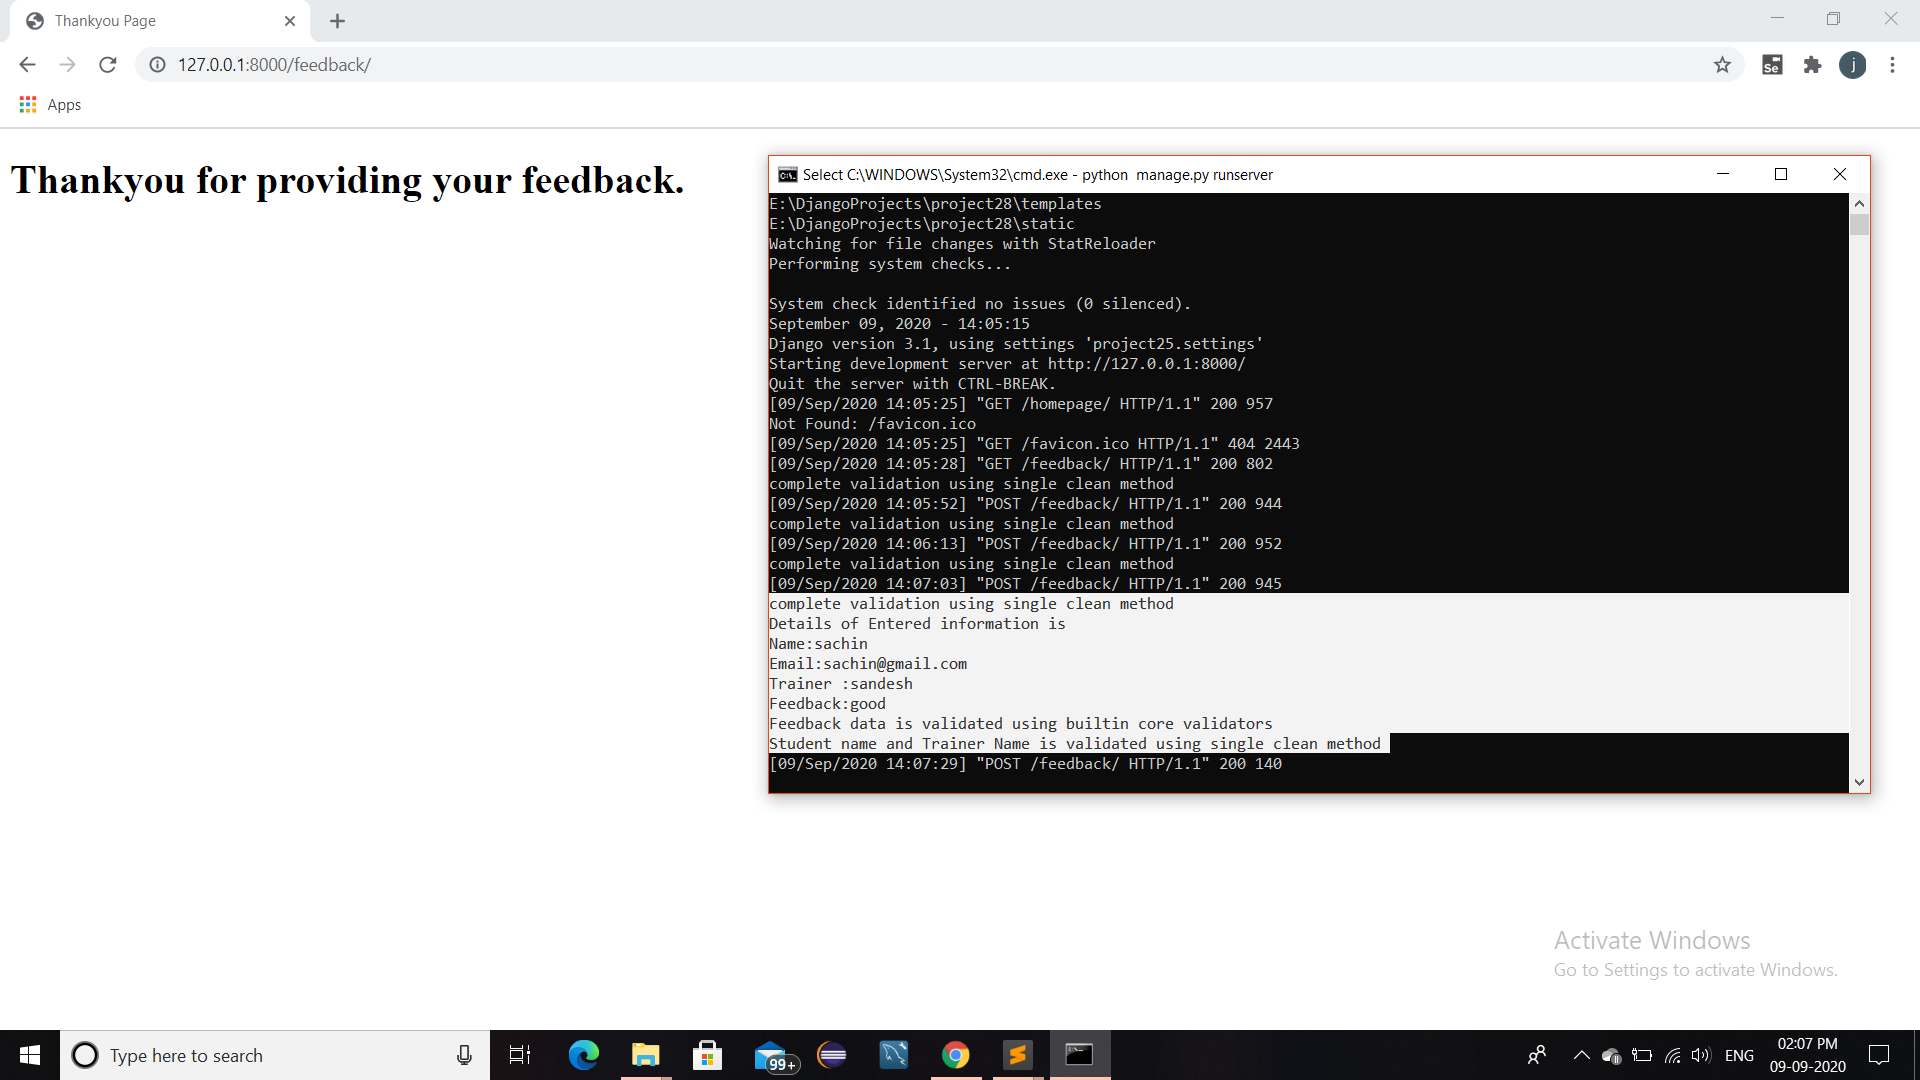 Thankyou Page
127.0.0.1:8000/feedback/
Se
j
Apps
Thankyou for providing your feedback.
Select C:\WINDOWS\System32\cmd.exe - python  manage.py runserver
E:\DjangoProjects\project28\templates
E:\DjangoProjects\project28\static
Watching for file changes with StatReloader
Performing system checks...
System check identified no issues (0 silenced).
September 09, 2020 - 14:05:15
Django version 3.1, using settings 'project25.settings'
Starting development server at http://127.0.0.1:8000/
Quit the server with CTRL-BREAK.
[09/Sep/2020 14:05:25] "GET /homepage/ HTTP/1.1" 200 957
Not Found: /favicon.ico
[09/Sep/2020 14:05:25] "GET /favicon.ico HTTP/1.1" 404 2443
[09/Sep/2020 14:05:28] "GET /feedback/ HTTP/1.1" 200 802
complete validation using single clean method
[09/Sep/2020 14:05:52] "POST /feedback/ HTTP/1.1" 200 944
complete validation using single clean method
[09/Sep/2020 14:06:13] "POST /feedback/ HTTP/1.1" 200 952
complete validation using single clean method
[09/Sep/2020 14:07:03] "POST /feedback/ HTTP/1.1" 200 945
complete validation using single clean method
Details of Entered information is
Name:sachin
Email:sachin@gmail.com
Trainer :sandesh
Feedback:good
Feedback data is validated using builtin core validators
Student name and Trainer Name is validated using single clean method
[09/Sep/2020 14:07:29] "POST /feedback/ HTTP/1.1" 200 140
Activate Windows
Go to Settings to activate Windows.
Type here to search
99+
ENG
02:07 PM
09-09-2020